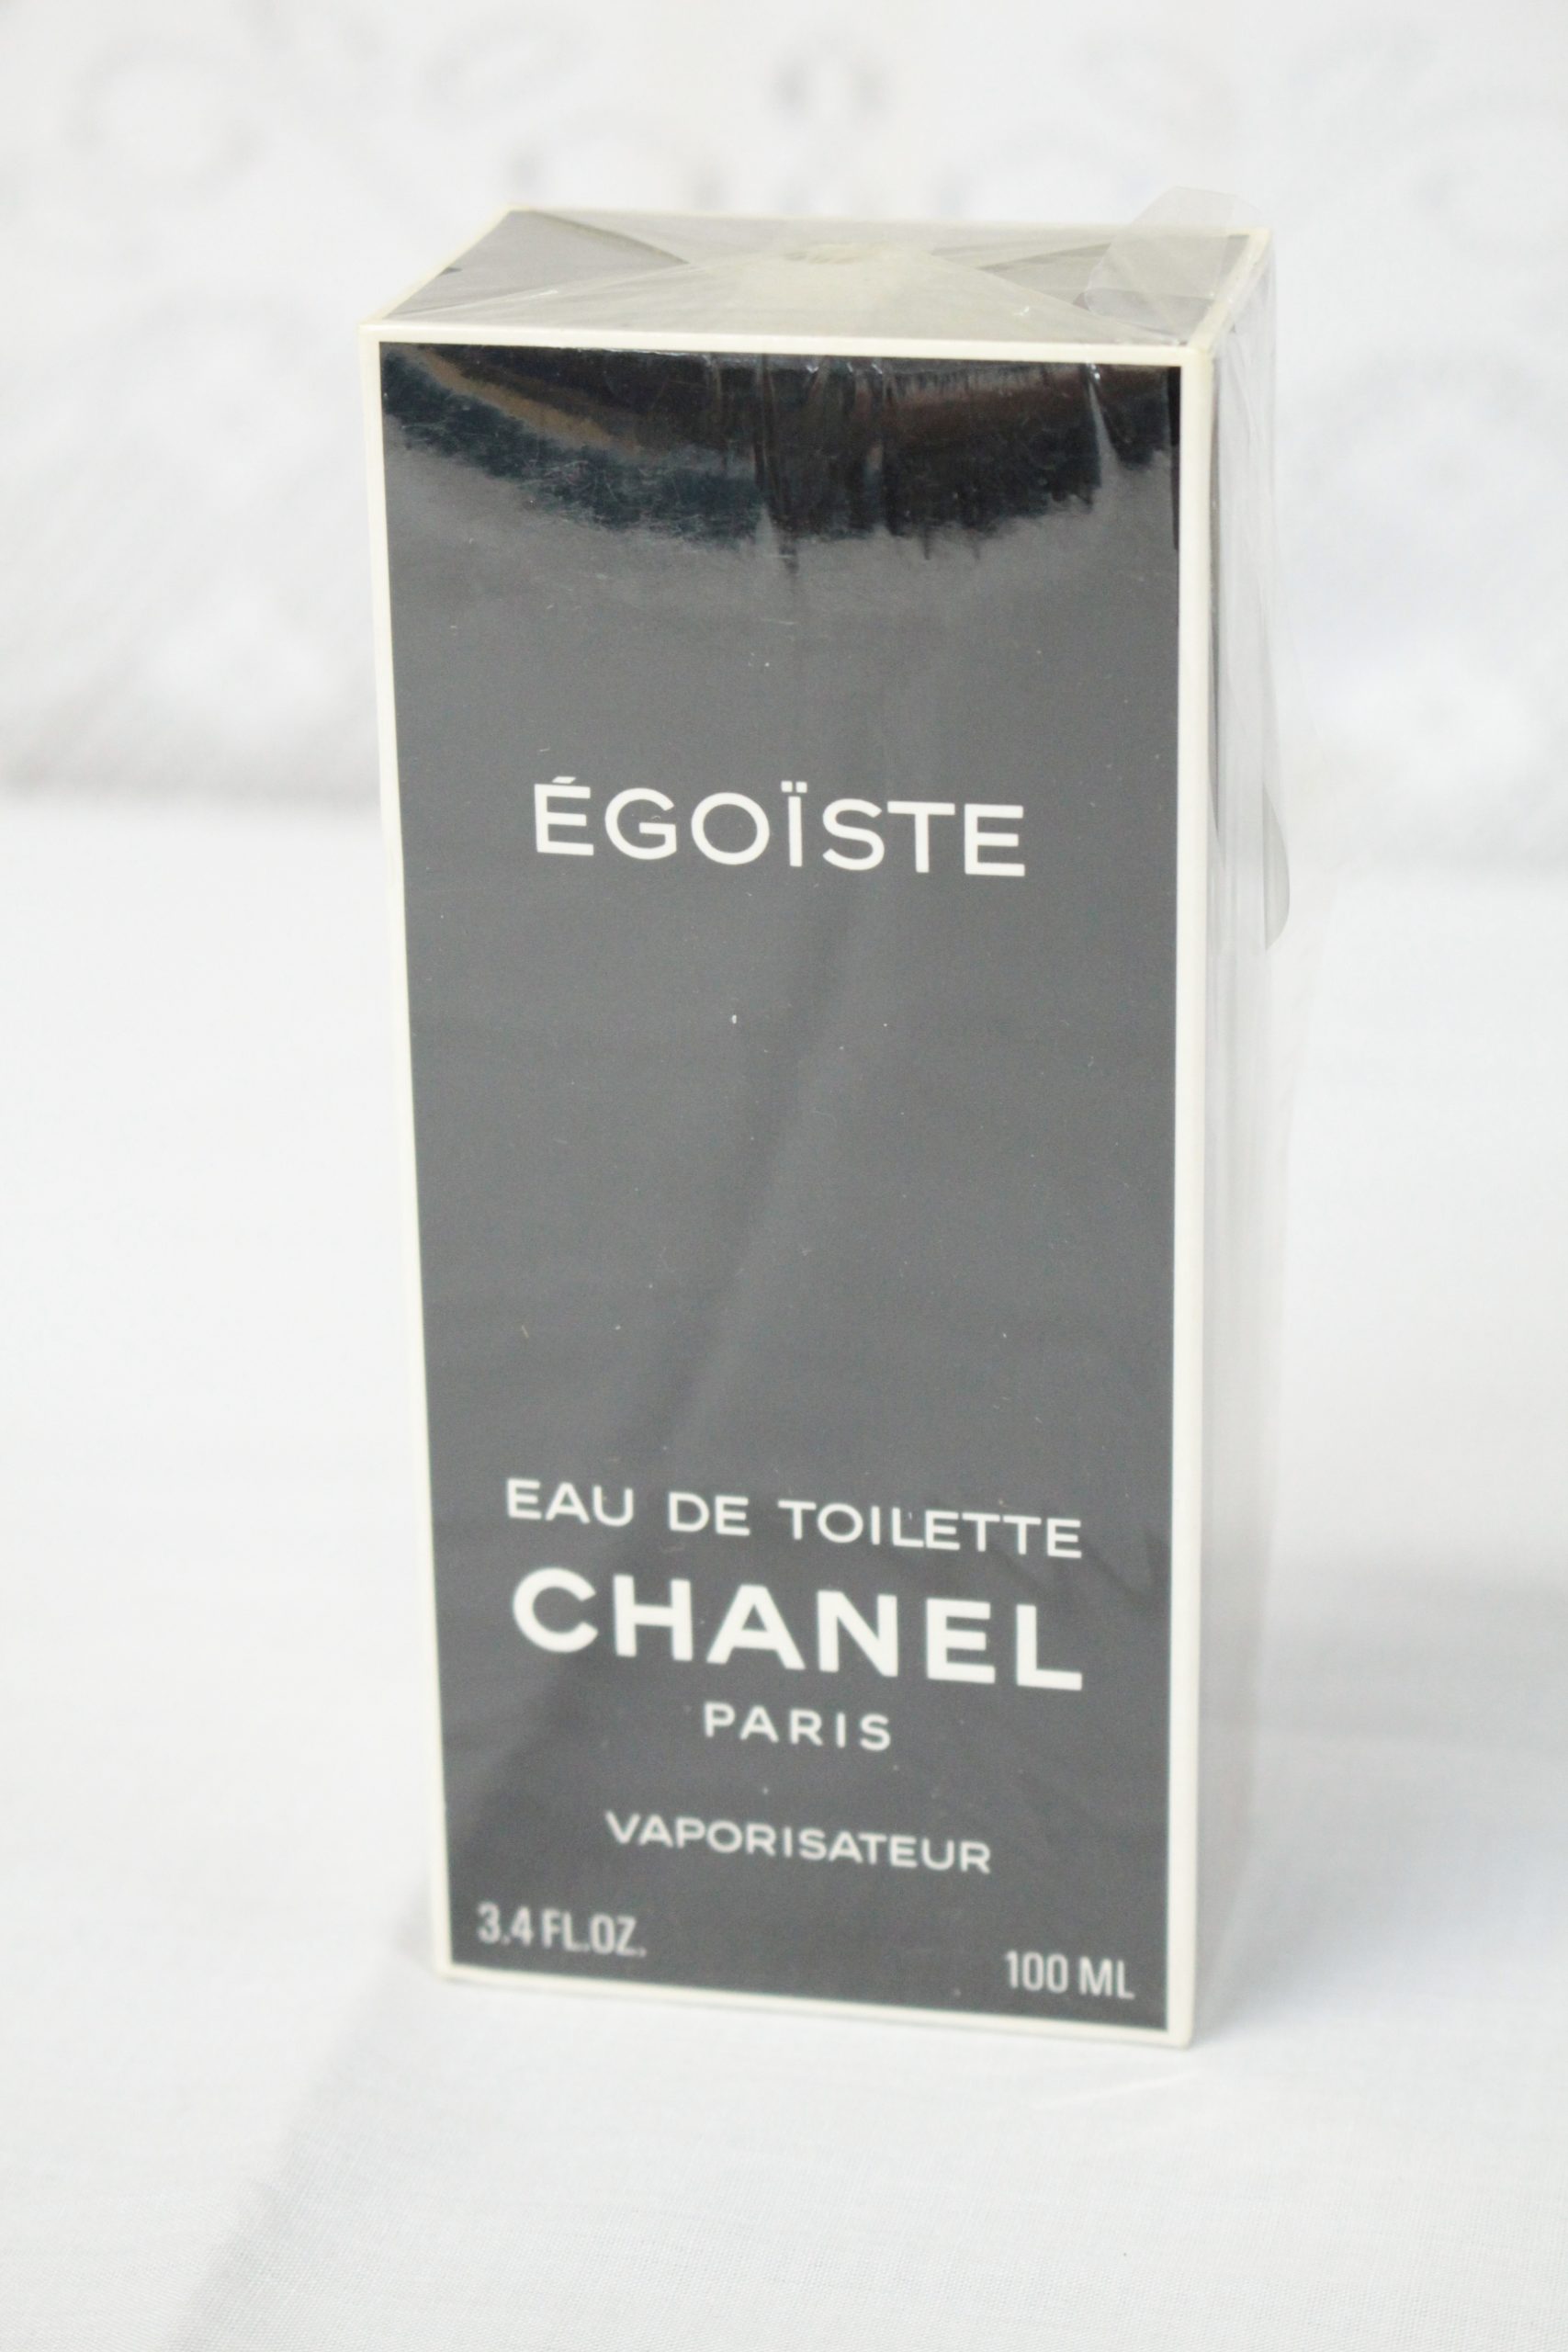 ÉGOÏSTE
EAU DE TOILETTE
CHANEL
PARIS
VAPORISATEUR
3.4 FL.OZ. 100 ML